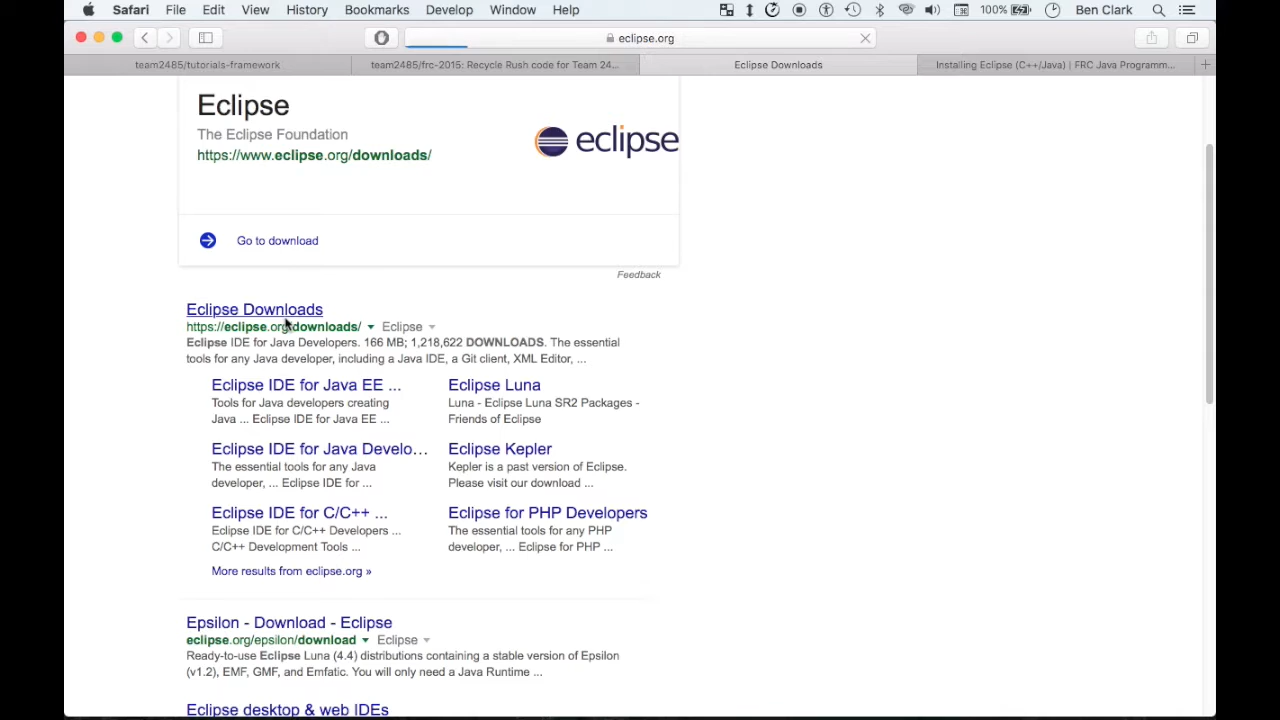 Safari File Edit View History Bookmarks Develop Window Help 100% Ben Clark
eclipse.org
team2485/tutorials-framework team2485/frc-2015: Recycle Rush code for Team 24... Eclipse Downloads Installing Eclipse (C++/Java) | FRC Java Programm...
Eclipse
The Eclipse Foundation
https://www.eclipse.org/downloads/
eclipse
Go to download
Feedback
Eclipse Downloads
https://eclipse.org/downloads/ Eclipse
Eclipse IDE for Java Developers. 166 MB; 1,218,622 DOWNLOADS. The essential
tools for any Java developer, including a Java IDE, a Git client, XML Editor, ...
Eclipse IDE for Java EE ...
Tools for Java developers creating
Java ... Eclipse IDE for Java EE ...
Eclipse Luna
Luna - Eclipse Luna SR2 Packages -
Friends of Eclipse
Eclipse IDE for Java Develo...
The essential tools for any Java
developer, ... Eclipse IDE for ...
Eclipse Kepler
Kepler is a past version of Eclipse.
Please visit our download ...
Eclipse IDE for C/C++ ...
Eclipse IDE for C/C++ Developers ...
C/C++ Development Tools ...
Eclipse for PHP Developers
The essential tools for any PHP
developer, ... Eclipse for PHP ...
More results from eclipse.org »
Epsilon - Download - Eclipse
eclipse.org/epsilon/download Eclipse
Ready-to-use Eclipse Luna (4.4) distributions containing a stable version of Epsilon
(v1.2), EMF, GMF, and Emfatic. You will only need a Java Runtime ...
Eclipse desktop & web IDEs